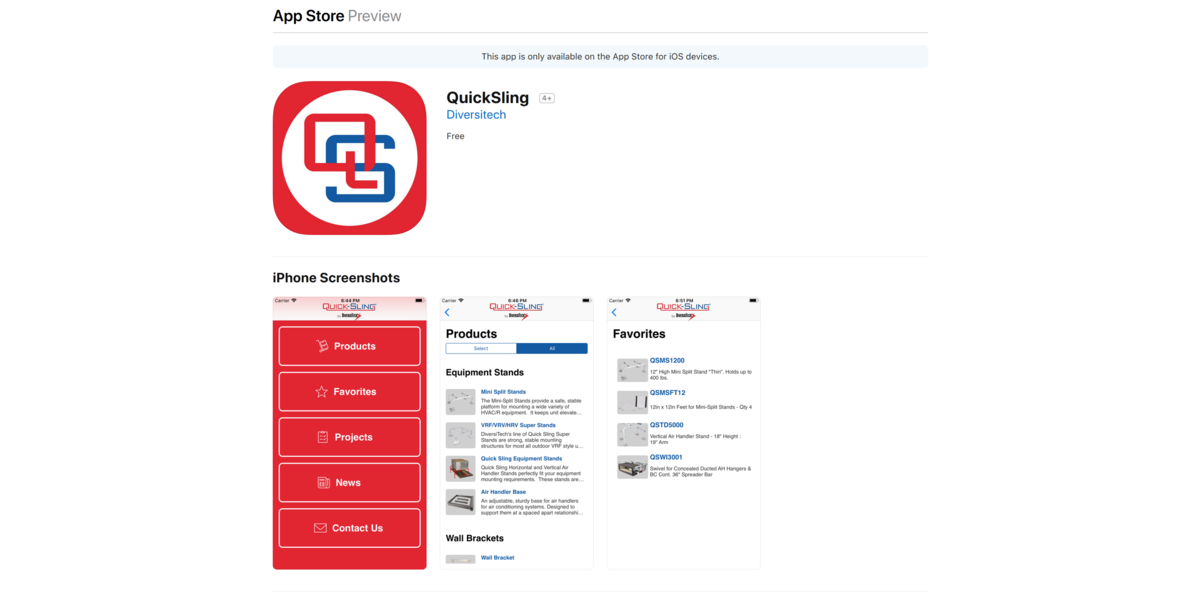 App Store Preview
This app is only available on the App Store for iOS devices.
QuickSling 4+
Diversitech
Free
iPhone Screenshots
Carrier 6:44 PM
QUICK-SLING
by
Products
Favorites
Projects
News
Contact Us
Carrier 6:46 PM
QUICK-SLING
by
Products
Select All
Equipment Stands
Mini Split Stands
The Mini-Split Stands provide a safe, stable
platform for mounting a wide variety of
HVAC/R equipment. It keeps unit elevate...
VRF/VRV/HRV Super Stands
DiversiTech's line of Quick Sling Super
Stands are strong, stable mounting
structures for most all outdoor VRF style u...
Quick Sling Equipment Stands
Quick Sling Horizontal and Vertical Air
Handler Stands perfectly fit your equipment
mounting requirements. These stands are...
Air Handler Base
An adjustable, sturdy base for air handlers
for air conditioning systems. Designed to
support them at a spaced apart relationshi...
Wall Brackets
Wall Bracket
Carrier 6:51 PM
QUICK-SLING
by
Favorites
QSMS1200
12" High Mini Split Stand "Thin". Holds up to
400 lbs.
QSMSFT12
12in x 12in Feet for Mini-Split Stands - Qty 4
QSTD5000
Vertical Air Handler Stand - 18" Height :
19" Arm
QSWI3001
Swivel for Concealed Ducted AH Hangers &
BC Cont. 36" Spreader Bar